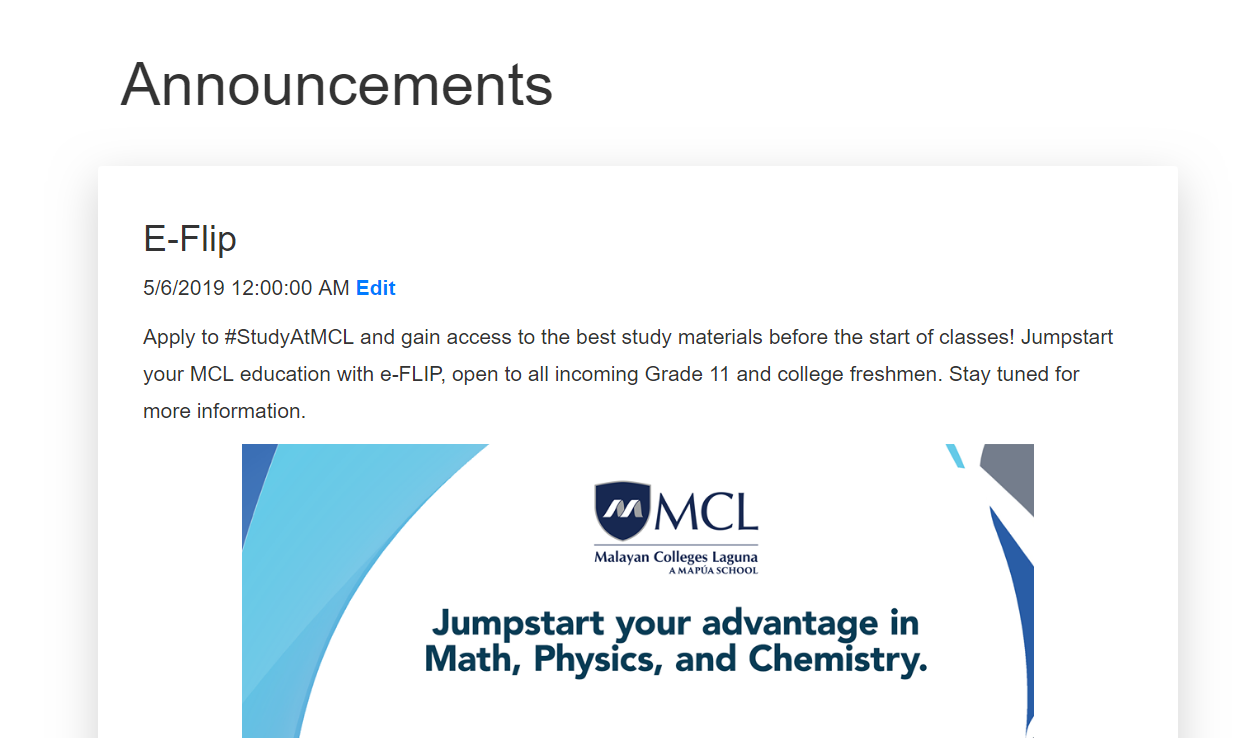 Announcements
E-Flip
5/6/2019 12:00:00 AM Edit
Apply to #StudyAtMCL and gain access to the best study materials before the start of classes! Jumpstart
your MCL education with e-FLIP, open to all incoming Grade 11 and college freshmen. Stay tuned for
more information.
MCL
Malayan Colleges Laguna
A MAPÚA SCHOOL
Jumpstart your advantage in
Math, Physics, and Chemistry.